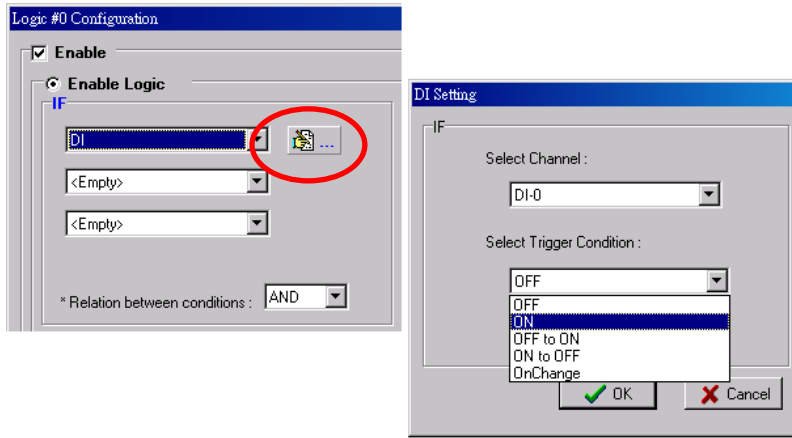 Logic #0 Configuration
Enable
Enable Logic
IF
DI
...
<Empty>
<Empty>
* Relation between conditions :
AND
DI Setting
IF
Select Channel :
DI-0
Select Trigger Condition :
OFF
OFF
ON
OFF to ON
ON to OFF
OnChange
OK
Cancel